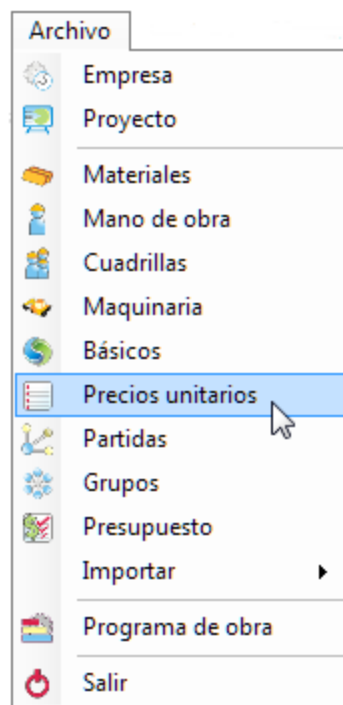 Archivo
Empresa
Proyecto
Materiales
Mano de obra
Cuadrillas
Maquinaria
Básicos
Precios unitarios
Partidas
Grupos
Presupuesto
Importar
Programa de obra
Salir